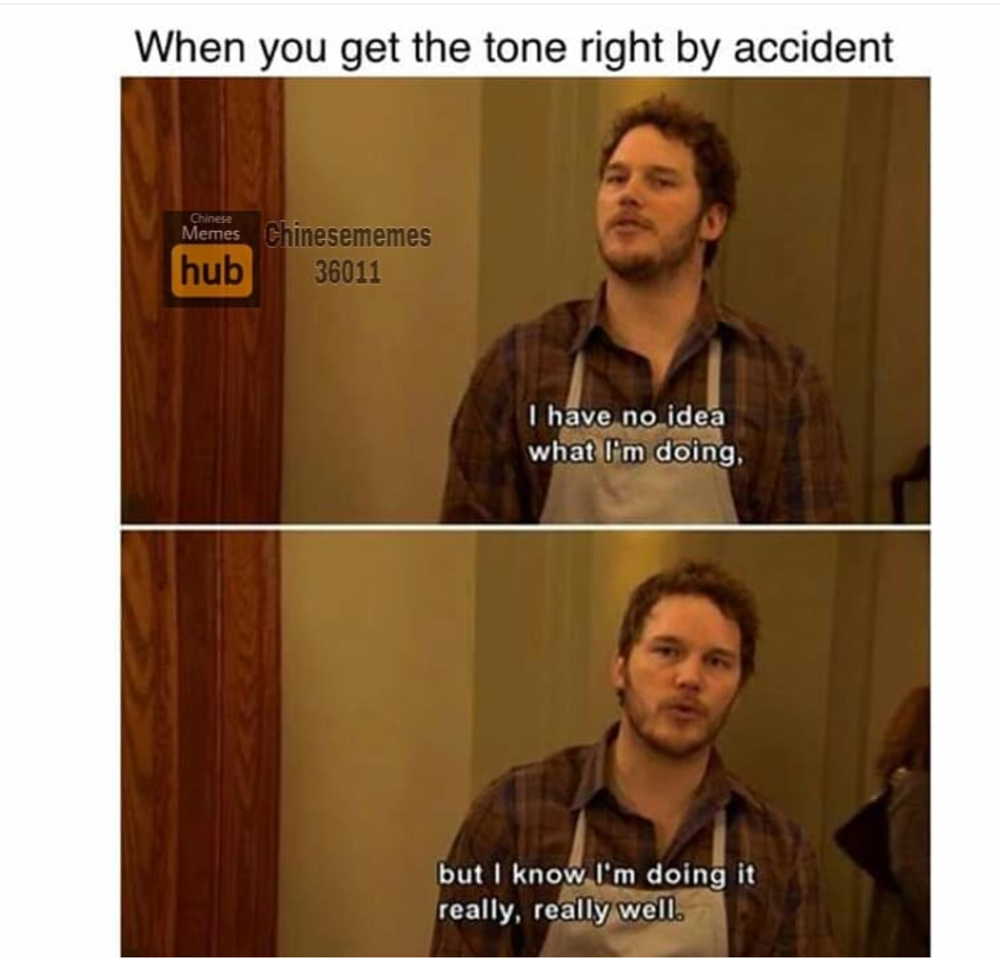 When you get the tone right by accident
Chinese
Memes
hub
Chinesememes
36011
I have no idea
what I'm doing,
but I know I'm doing it
really, really well.